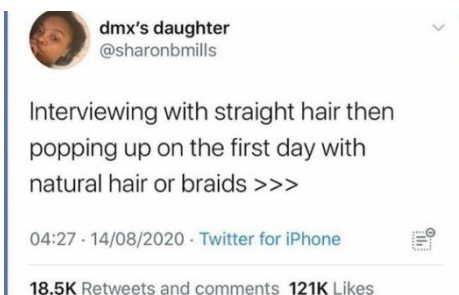 dmx's daughter
@sharonbmills
Interviewing with straight hair then
popping up on the first day with
natural hair or braids >>>
04:27 · 14/08/2020 · Twitter for iPhone
18.5K Retweets and comments 121K Likes